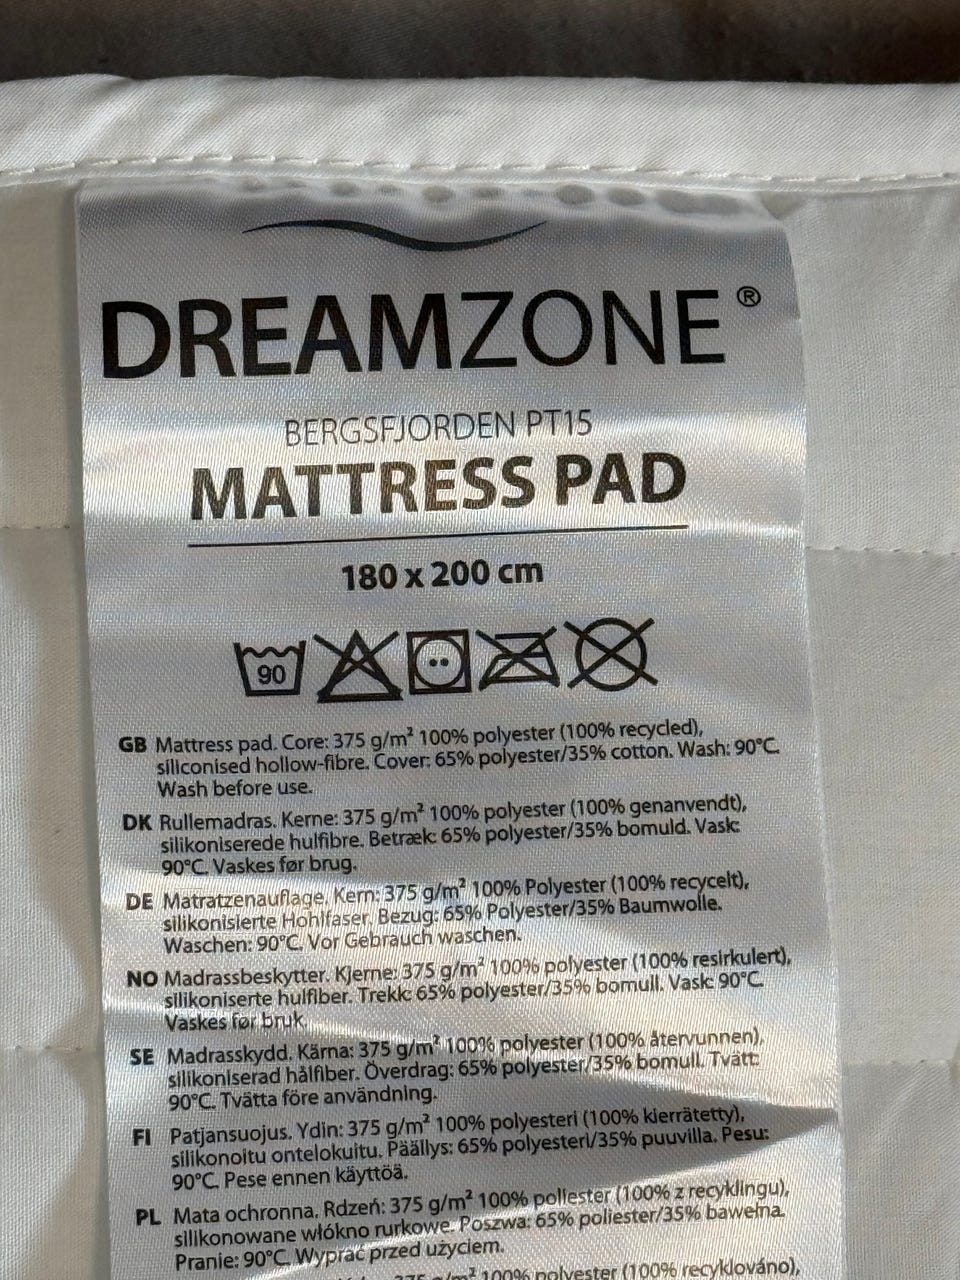 DREAMZONE®
BERGSFJORDEN PT15
MATTRESS PAD
180 x 200 cm
90
GB Mattress pad. Core: 375 g/m² 100% polyester (100% recycled),
siliconised hollow-fibre. Cover: 65% polyester/35% cotton. Wash: 90°C.
Wash before use.
DK Rullemadras. Kerne: 375 g/m² 100% polyester (100% genanvendt),
silikoniserede hulfibre. Betræk: 65% polyester/35% bomuld. Vask:
90°C. Vaskes før brug.
DE Matratzenauflage. Kern: 375 g/m² 100% Polyester (100% recycelt),
silikonisierte Hohlfaser. Bezug: 65% Polyester/35% Baumwolle.
Waschen: 90°C. Vor Gebrauch waschen.
NO Madrassbeskytter. Kjerne: 375 g/m² 100% polyester (100% resirkulert),
silikoniserte hulfiber. Trekk: 65% polyester/35% bomull. Vask: 90°C.
Vaskes før bruk.
SE Madrasskydd. Kärna: 375 g/m² 100% polyester (100% återvunnen),
silikoniserad hålfiber. Överdrag: 65% polyester/35% bomull. Tvätt:
90°C. Tvätta före användning.
FI Patjansuojus. Ydin: 375 g/m² 100% polyesteri (100% kierrätetty),
silikonoitu ontelokuitu. Päällys: 65% polyesteri/35% puuvilla. Pesu:
90°C. Pese ennen käyttöä.
PL Mata ochronna. Rdzeń: 375 g/m² 100% poliester (100% z recyklingu),
silikonowane włókno rurkowe. Poszwa: 65% poliester/35% bawełna.
Pranie: 90°C. Wyprać przed użyciem.
375 g/m² 100% polyester (100% recyklováno),